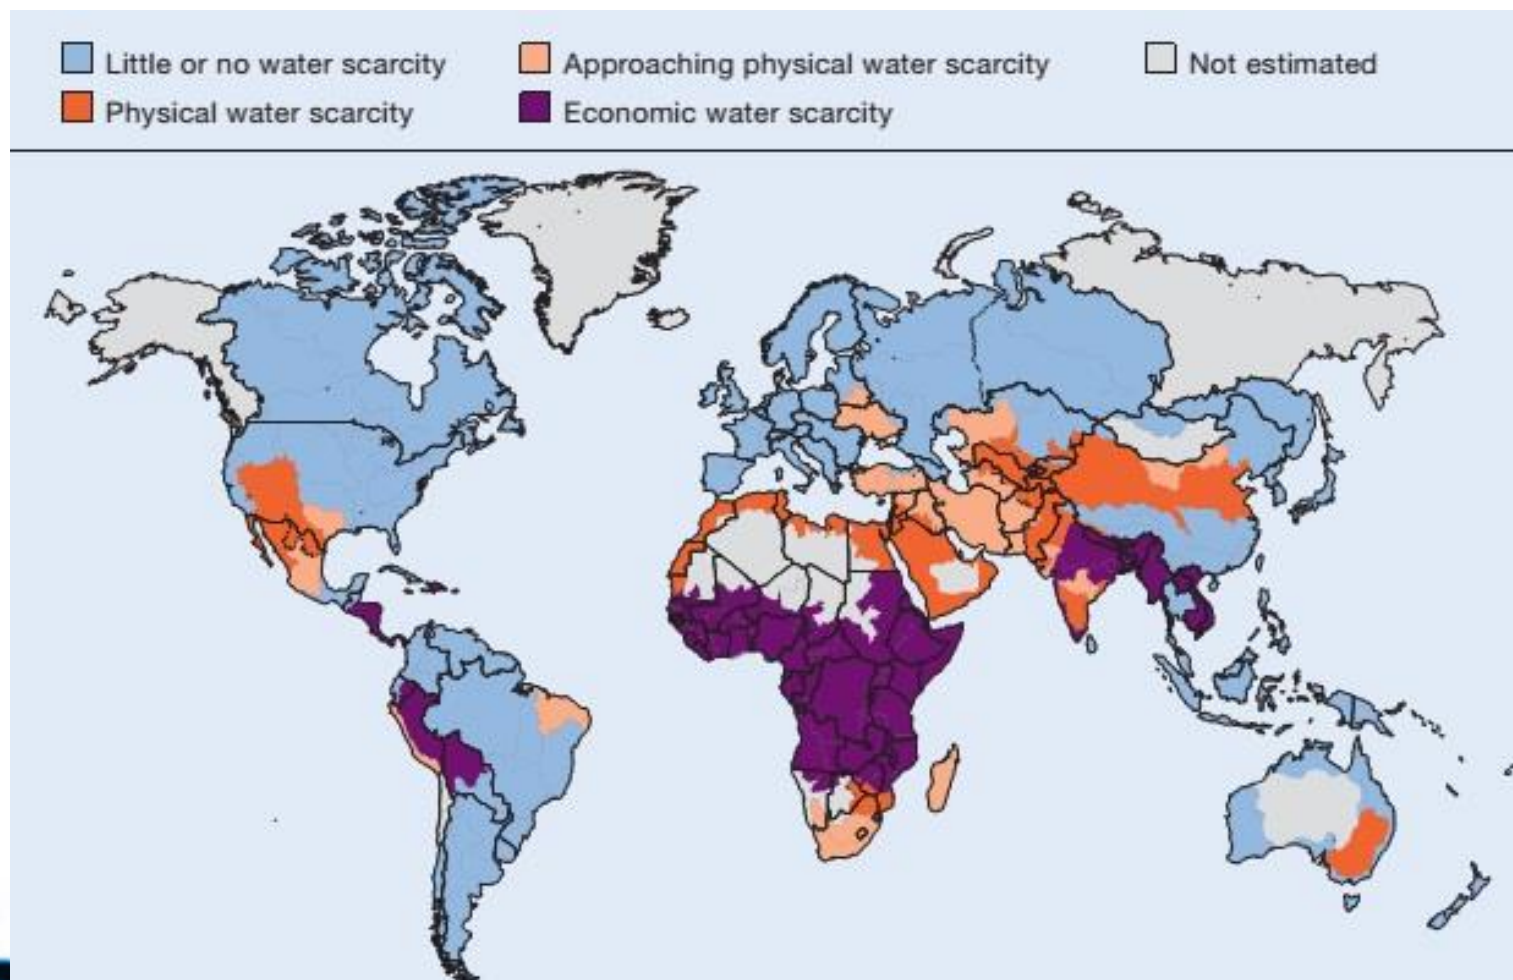 Little or no water scarcity
Approaching physical water scarcity
Not estimated
Physical water scarcity
Economic water scarcity